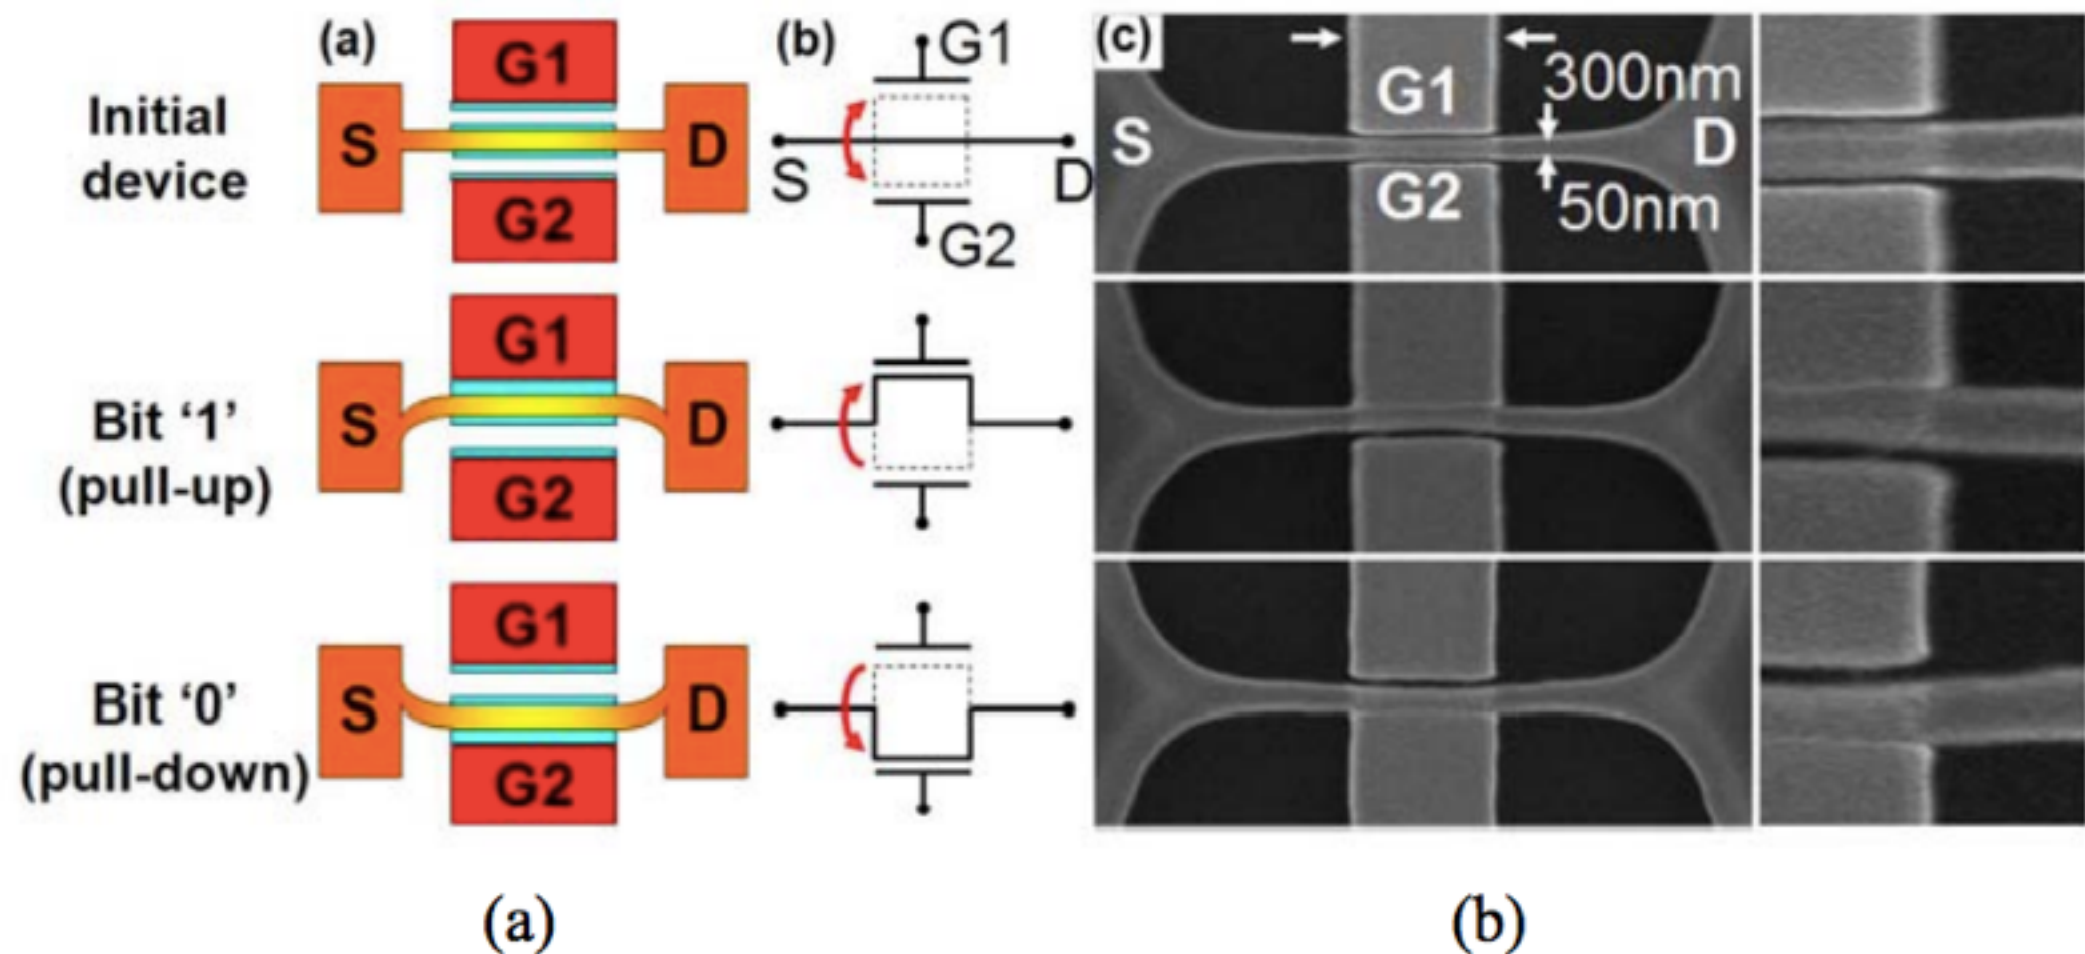 (a)
(b)
(c)
Initial
device
G1
S
D
G2
G1
S
D
G2
G1
S
D
G2
300nm
50nm
Bit ‘1’
(pull-up)
G1
S
D
G2
Bit ‘0’
(pull-down)
G1
S
D
G2
(a)
(b)